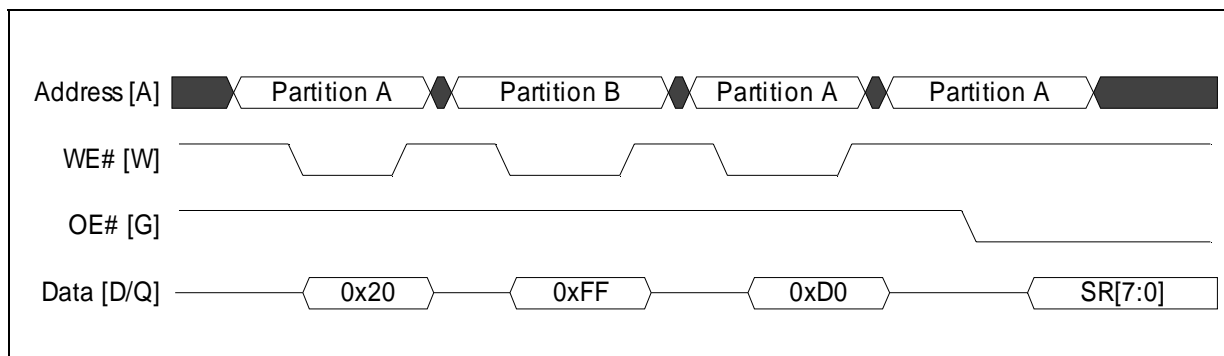 Address [A] Partition A Partition B Partition A Partition A
WE# [W]
OE# [G]
Data [D/Q] 0x20 0xFF 0xD0 SR[7:0]